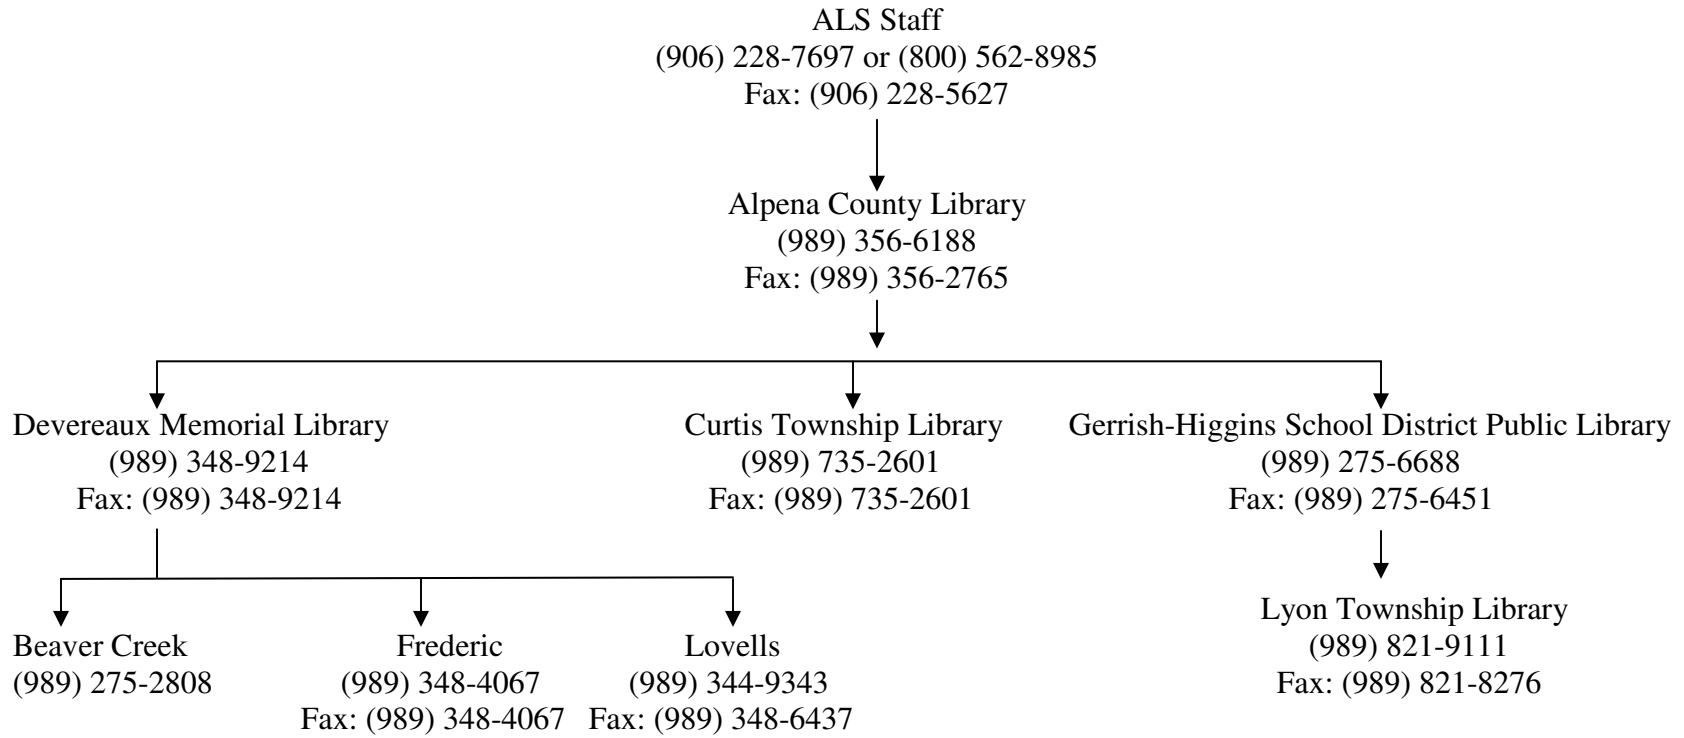 ALS Staff
(906) 228-7697 or (800) 562-8985
Fax: (906) 228-5627
Alpena County Library
(989) 356-6188
Fax: (989) 356-2765
Devereaux Memorial Library
(989) 348-9214
Fax: (989) 348-9214
Curtis Township Library
(989) 735-2601
Fax: (989) 735-2601
Gerrish-Higgins School District Public Library
(989) 275-6688
Fax: (989) 275-6451
Beaver Creek
(989) 275-2808
Frederic
(989) 348-4067
Fax: (989) 348-4067
Lovells
(989) 344-9343
Fax: (989) 348-6437
Lyon Township Library
(989) 821-9111
Fax: (989) 821-8276